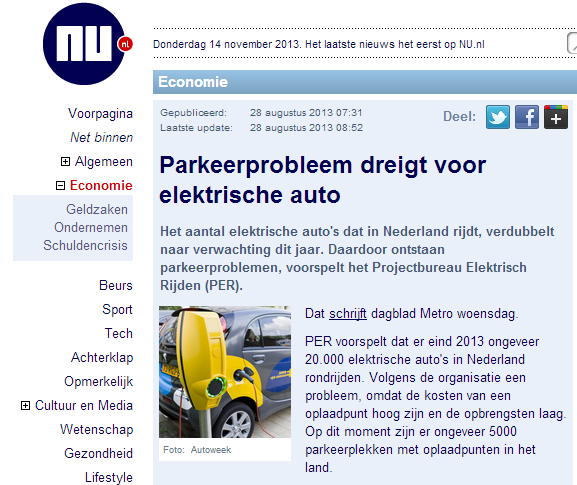 nu
.nl
Donderdag 14 november 2013. Het laatste nieuws het eerst op NU.nl
Voorpagina
Net binnen
Algemeen
Economie
Geldzaken
Ondernemen
Schuldencrisis
Beurs
Sport
Tech
Achterklap
Opmerkelijk
Cultuur en Media
Wetenschap
Gezondheid
Lifestyle
Economie
Gepubliceerd: 28 augustus 2013 07:31
Laatste update: 28 augustus 2013 08:52
Deel:
Parkeerprobleem dreigt voor
elektrische auto
Het aantal elektrische auto's dat in Nederland rijdt, verdubbelt
naar verwachting dit jaar. Daardoor ontstaan
parkeerproblemen, voorspelt het Projectbureau Elektrisch
Rijden (PER).
Foto: Autoweek
Dat schrijft dagblad Metro woensdag.
PER voorspelt dat er eind 2013 ongeveer
20.000 elektrische auto's in Nederland
rondrijden. Volgens de organisatie een
probleem, omdat de kosten van een
oplaadpunt hoog zijn en de opbrengsten laag.
Op dit moment zijn er ongeveer 5000
parkeerplekken met oplaadpunten in het
land.